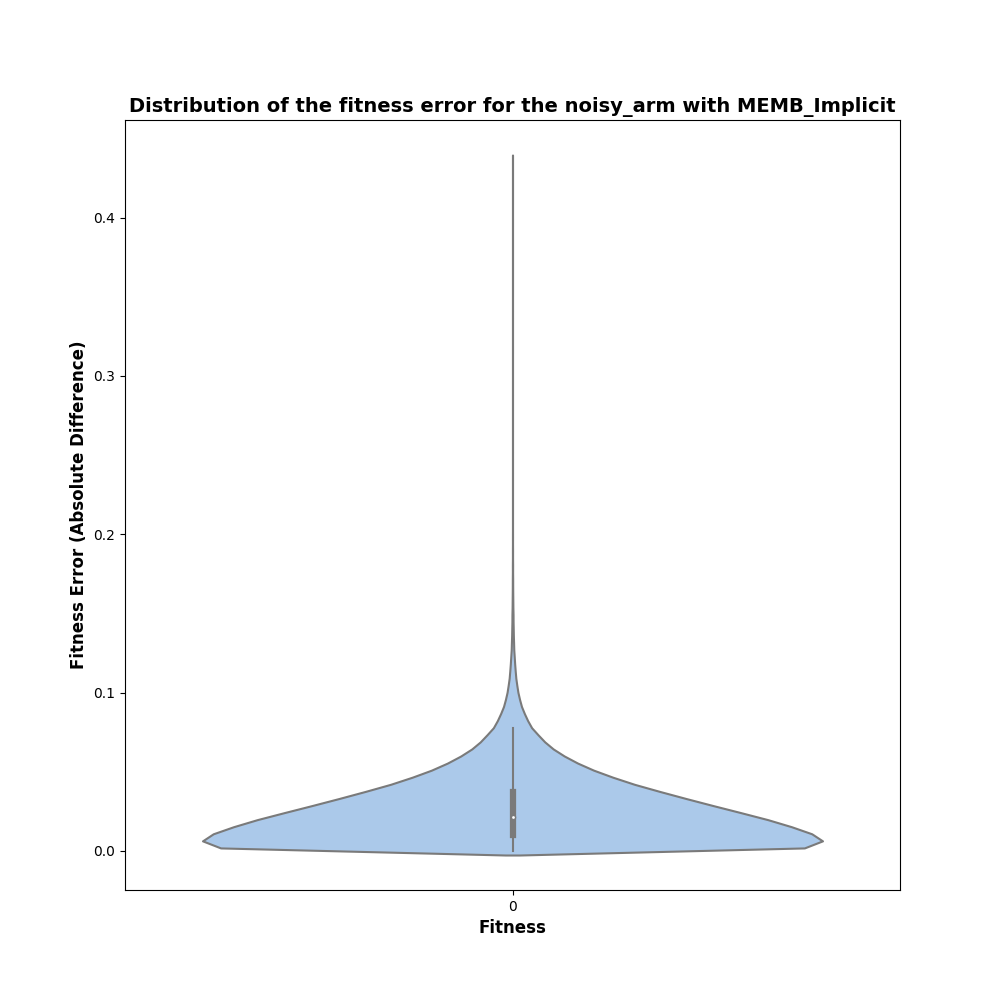 Distribution of the fitness error for the noisy_arm with MEMB_Implicit
Fitness Error (Absolute Difference)
0.4
0.3
0.2
0.1
0.0
0
Fitness